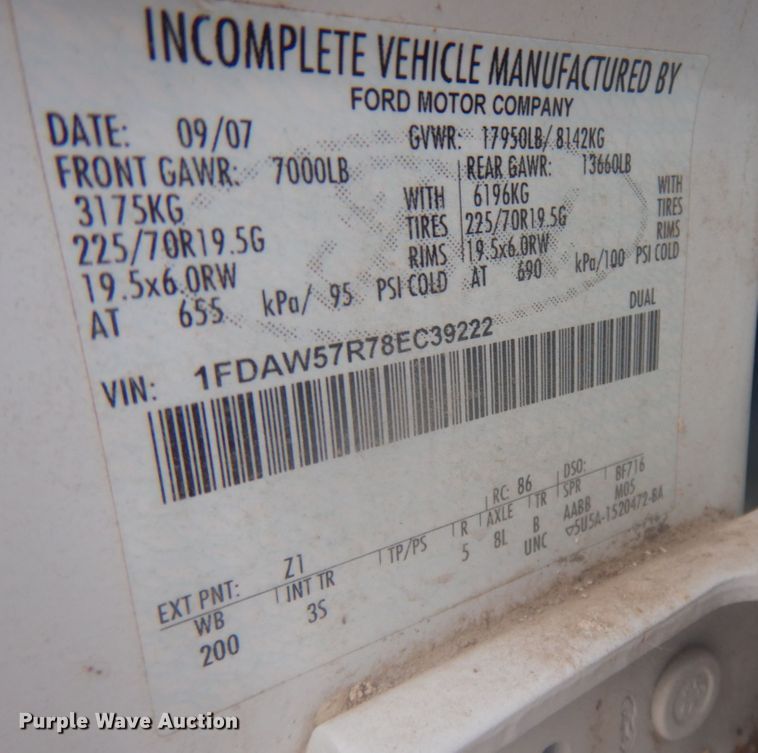 INCOMPLETE VEHICLE MANUFACTURED BY
FORD MOTOR COMPANY
DATE: 09/07 GVWR: 17950LB/ 8142KG
FRONT GAWR: 7000LB REAR GAWR: 13660LB
3175KG WITH 6196KG WITH
225/70R19.5G TIRES 225/70R19.5G TIRES
19.5x6.0RW RIMS 19.5x6.0RW RIMS
AT 655 kPa/ 95 PSI COLD AT 690 kPa/100 PSI COLD
DUAL
VIN: 1FDAW57R78EC39222
EXT PNT: Z1 RC: 86 DSO:
WB INT TR TP/PS R AXLE TR SPR 8F716
200 3S 5 8L B AABB M05
UNC 5U5A-1520472-BA
Purple Wave Auction